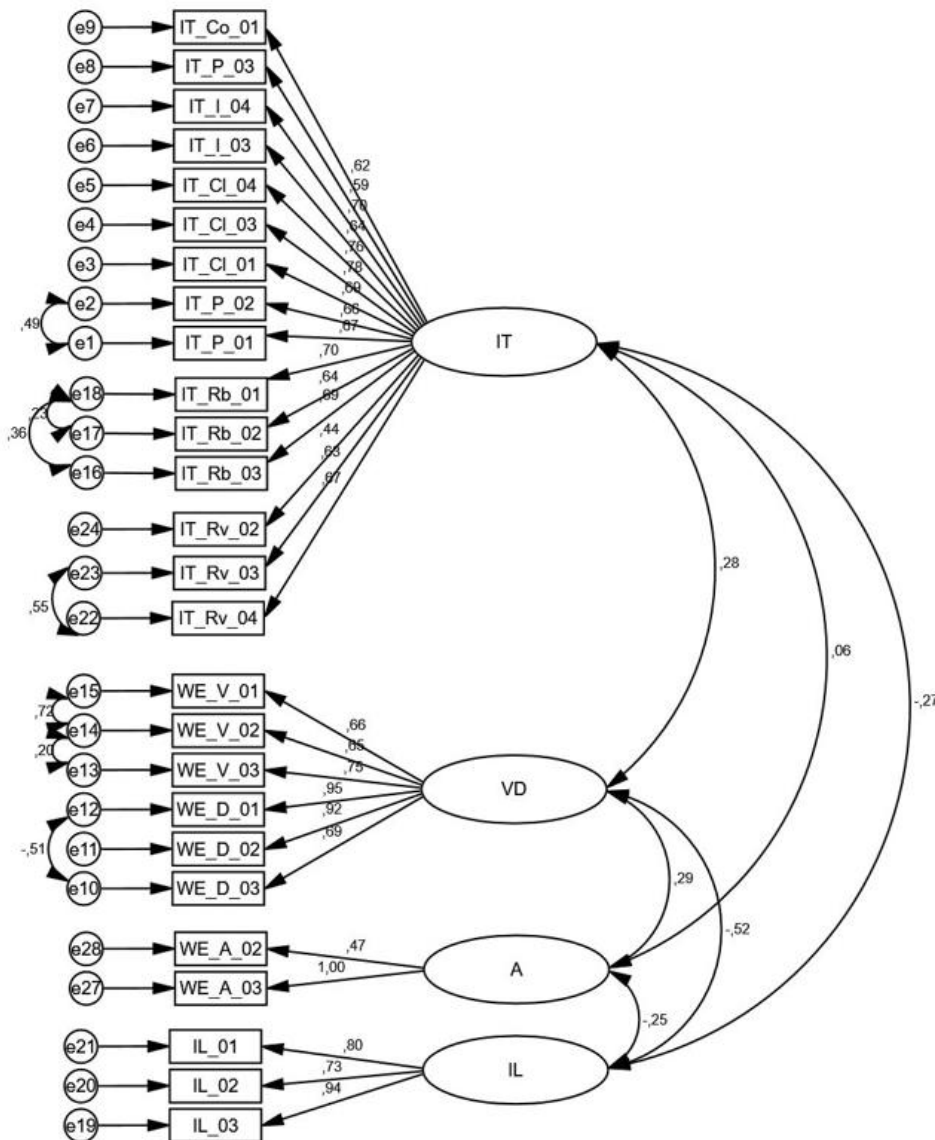 e9 IT_Co_01
e8 IT_P_03
e7 IT_I_04
e6 IT_I_03
e5 IT_Cl_04
e4 IT_Cl_03
e3 IT_Cl_01
e2 IT_P_02
e1 IT_P_01
,49
,62
,59
,70
,64
,76
,78
,69
,66
,67
IT
,70
,64
,69
,44
,63
,67
e18 IT_Rb_01
e17 IT_Rb_02
e16 IT_Rb_03
,23
,36
e24 IT_Rv_02
e23 IT_Rv_03
e22 IT_Rv_04
,55
,28
,06
-,27
e15 WE_V_01
e14 WE_V_02
e13 WE_V_03
e12 WE_D_01
e11 WE_D_02
e10 WE_D_03
,72
,20
-,51
,66
,65
,75
,95
,92
,69
VD
,29
-,52
e28 WE_A_02
e27 WE_A_03
,47
1,00
A
-,25
e21 IL_01
e20 IL_02
e19 IL_03
,80
,73
,94
IL